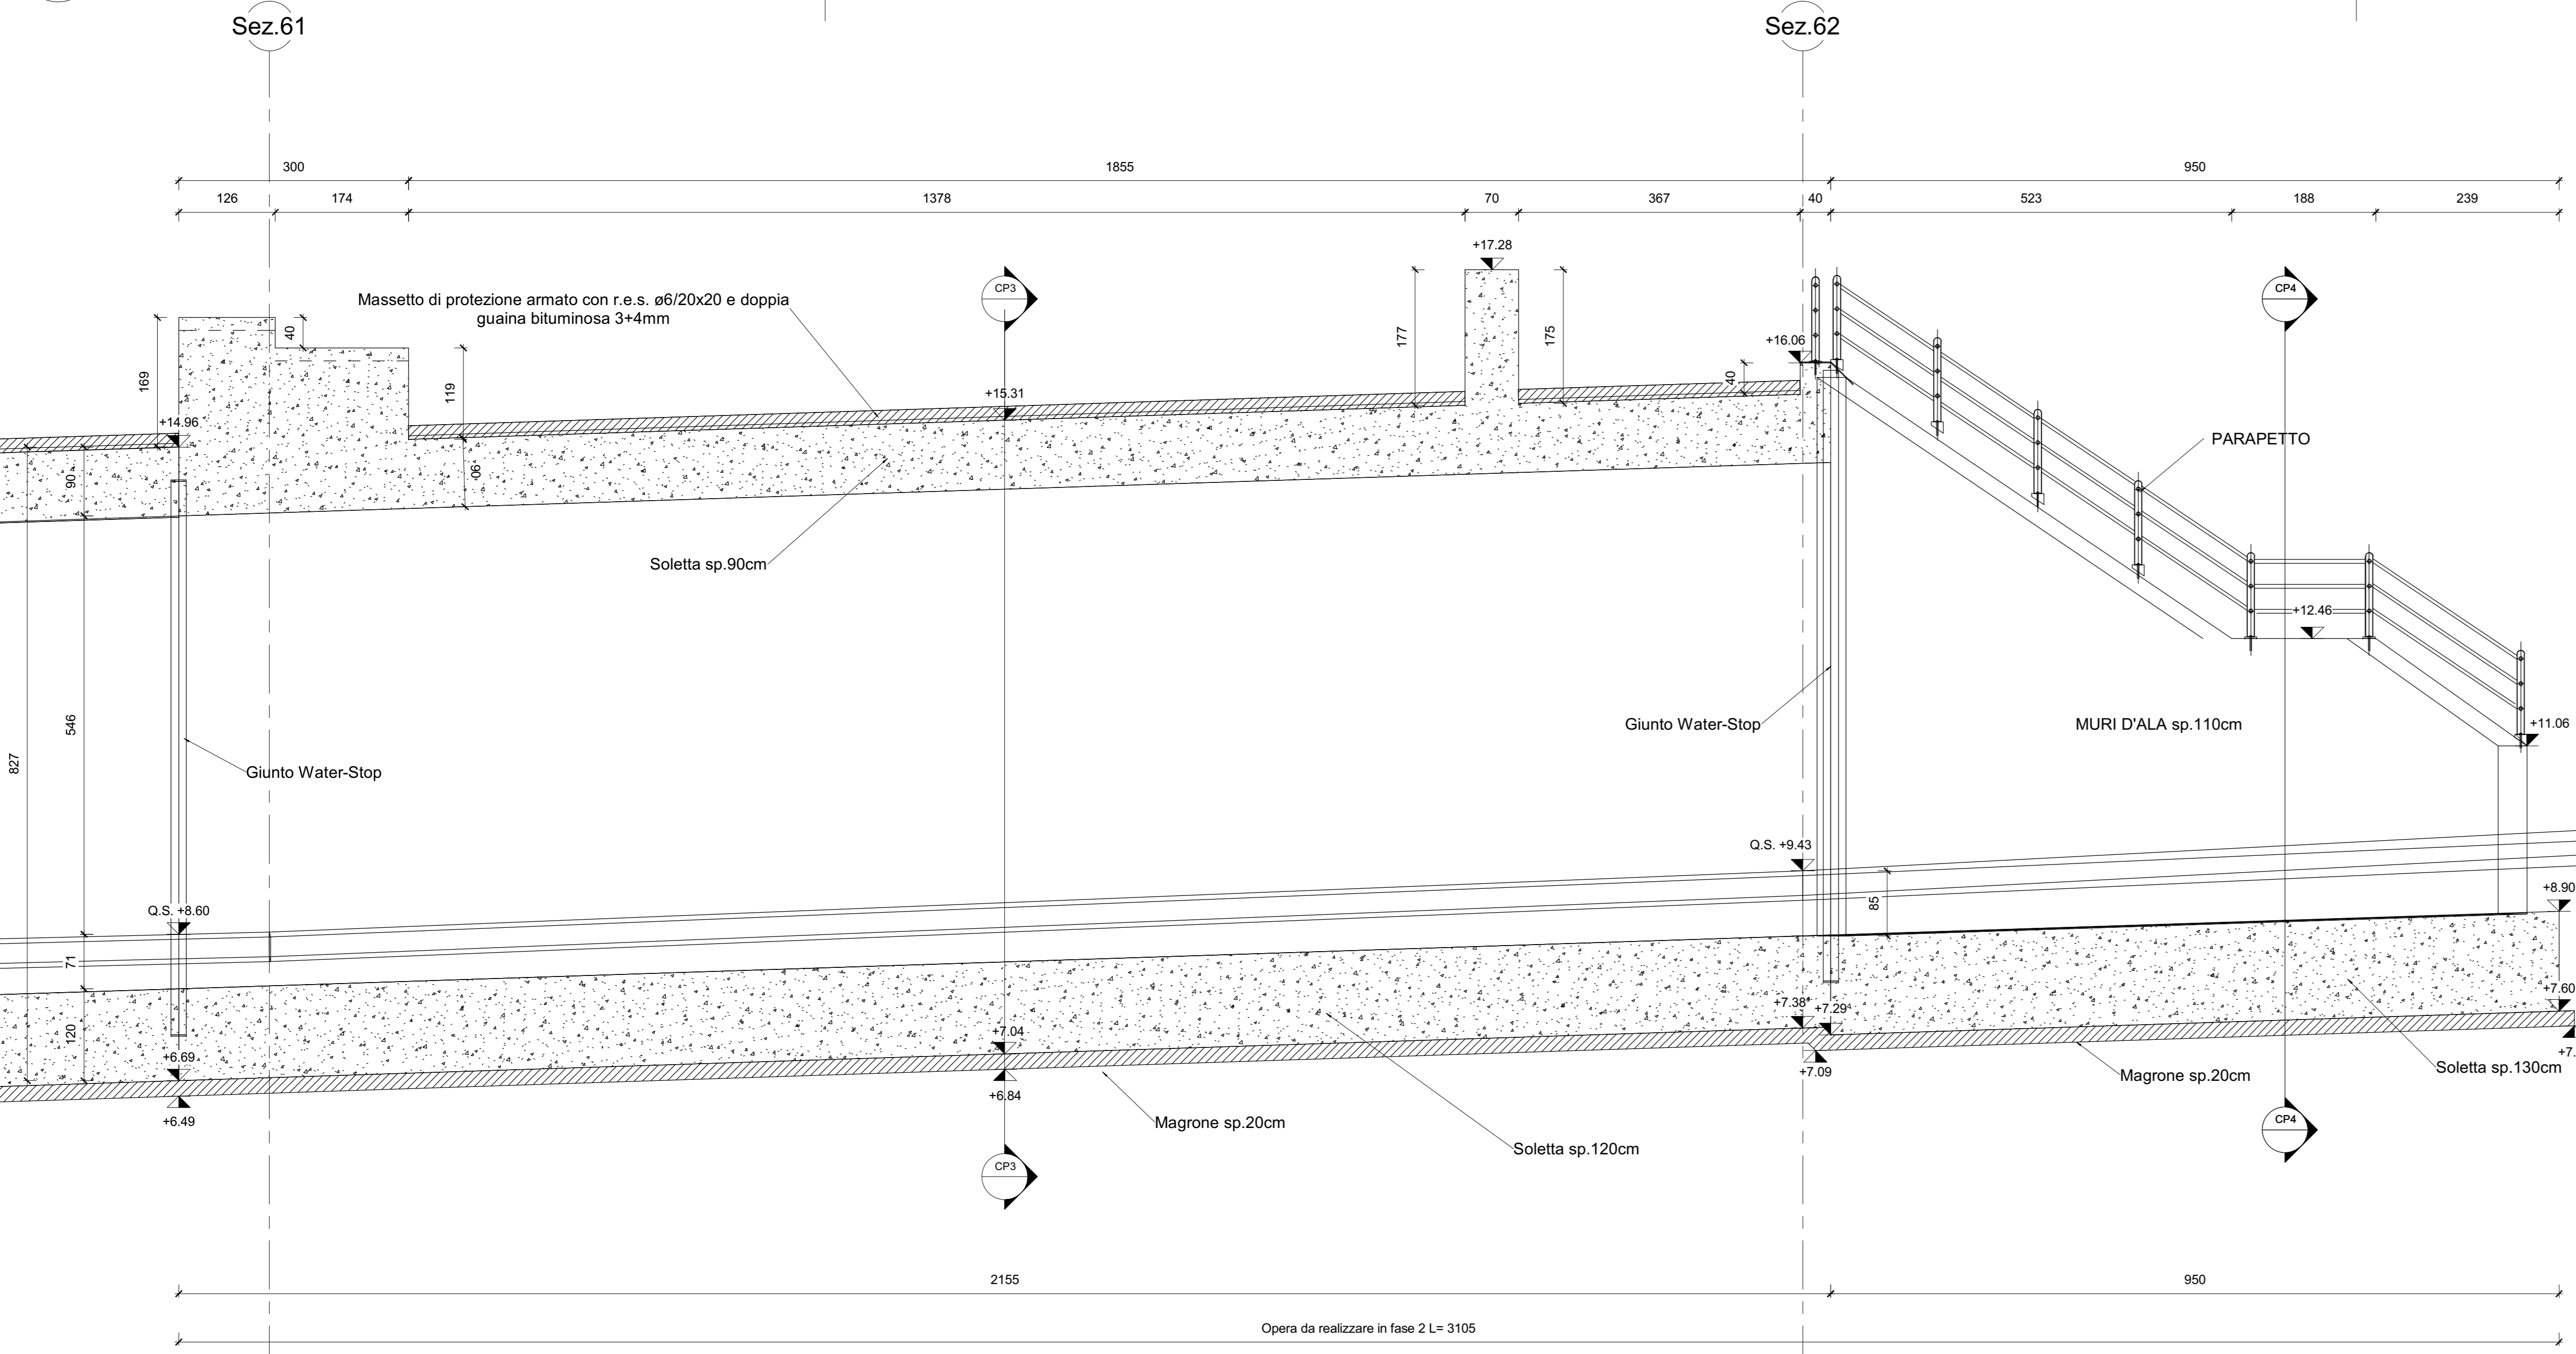 Sez.61
Sez.62
300
1855
950
126
174
1378
70
367
40
523
188
239
+17.28
CP3
CP4
Massetto di protezione armato con r.e.s. ø6/20x20 e doppia
guaina bituminosa 3+4mm
40
177
175
+16.06
169
119
40
+15.31
+14.96
PARAPETTO
90
90
Soletta sp.90cm
+12.46
546
827
Giunto Water-Stop
Giunto Water-Stop
MURI D'ALA sp.110cm
+11.06
Q.S. +9.43
Q.S. +8.60
85
+8.90
71
120
+7.38
+7.29
+7.60
+7.04
+6.69
+7.09
+7.
Soletta sp.130cm
Magrone sp.20cm
+6.84
+6.49
Magrone sp.20cm
Soletta sp.120cm
CP4
CP3
2155
950
Opera da realizzare in fase 2 L= 3105